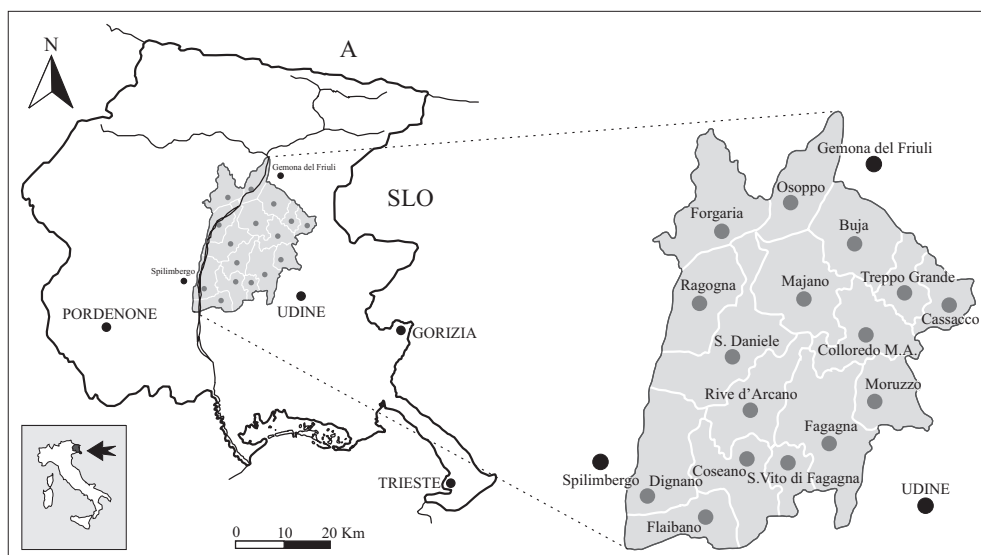 N
A
Gemona del Friuli
SLO
Spilimbergo
PORDENONE
UDINE
GORIZIA
TRIESTE
0 10 20 Km
Gemona del Friuli
Osoppo
Forgaria
Buja
Ragogna
Majano
Treppo Grande
Cassacco
S. Daniele
Colloredo M.A.
Rive d'Arcano
Moruzzo
Fagagna
Spilimbergo
Dignano
Coseano
S.Vito di Fagagna
Flaibano
UDINE